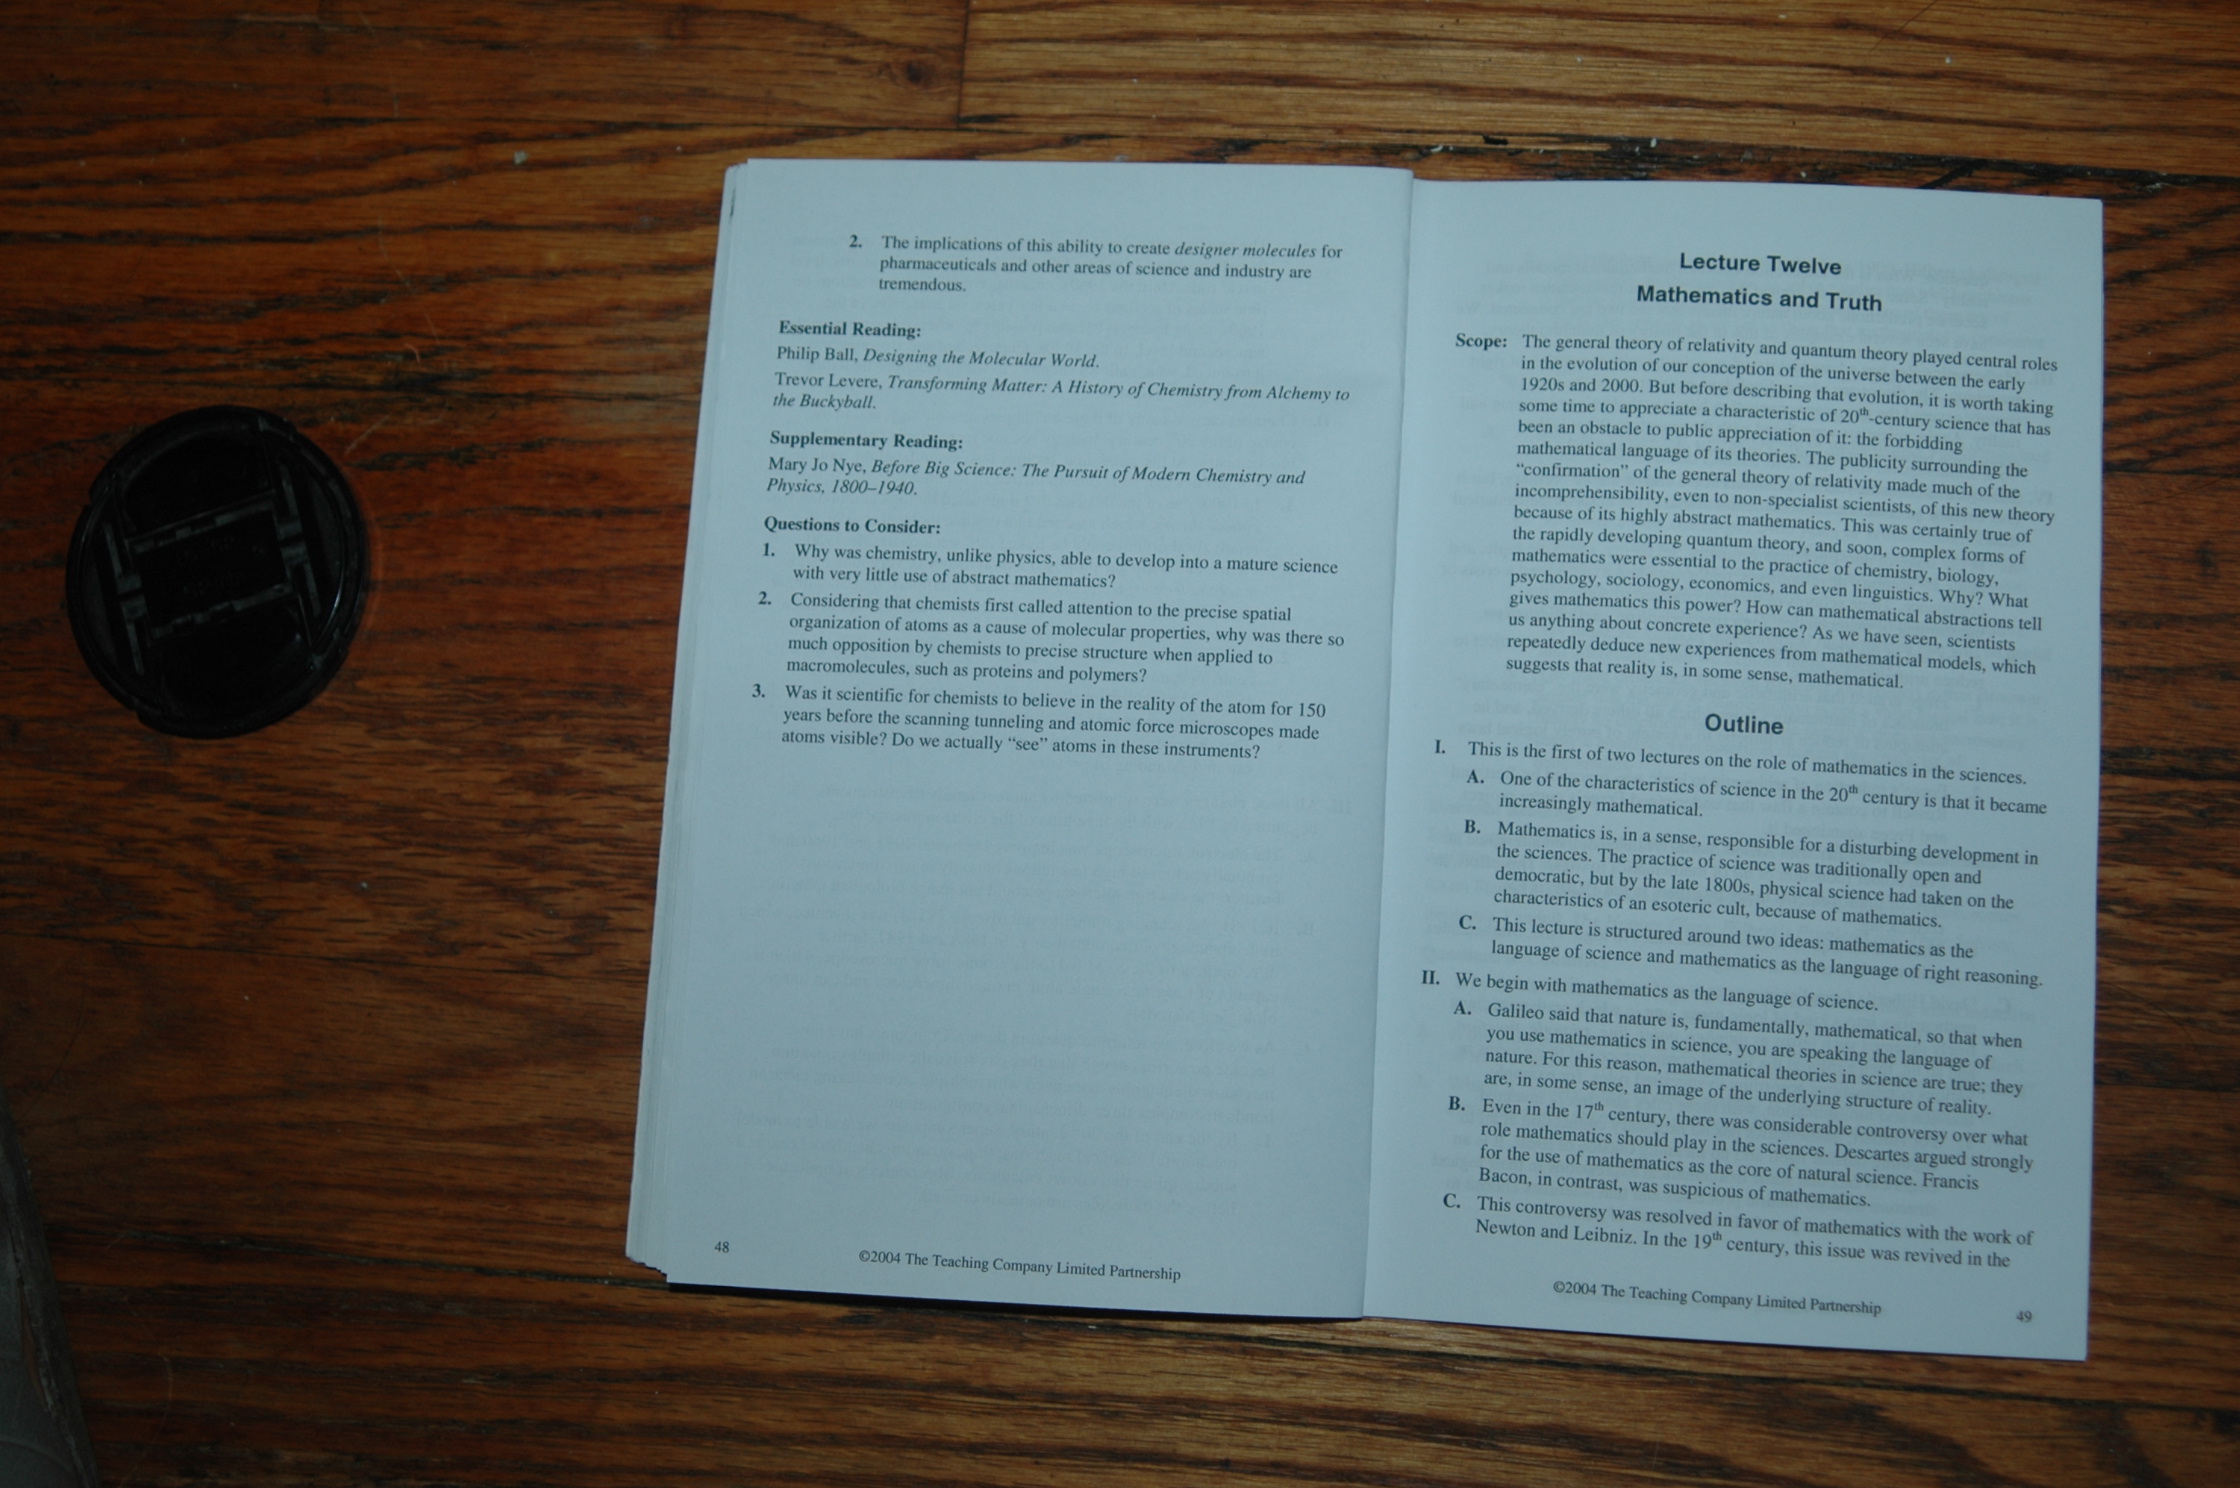 2. The implications of this ability to create designer molecules for
pharmaceuticals and other areas of science and industry are
tremendous.
Essential Reading:
Philip Ball, Designing the Molecular World.
Trevor Levere, Transforming Matter: A History of Chemistry from Alchemy to
the Buckyball.
Supplementary Reading:
Mary Jo Nye, Before Big Science: The Pursuit of Modern Chemistry and
Physics, 1800–1940.
Questions to Consider:
1. Why was chemistry, unlike physics, able to develop into a mature science
with very little use of abstract mathematics?
2. Considering that chemists first called attention to the precise spatial
organization of atoms as a cause of molecular properties, why was there so
much opposition by chemists to precise structure when applied to
macromolecules, such as proteins and polymers?
3. Was it scientific for chemists to believe in the reality of the atom for 150
years before the scanning tunneling and atomic force microscopes made
atoms visible? Do we actually “see” atoms in these instruments?
48
©2004 The Teaching Company Limited Partnership
Lecture Twelve
Mathematics and Truth
Scope: The general theory of relativity and quantum theory played central roles
in the evolution of our conception of the universe between the early
1920s and 2000. But before describing that evolution, it is worth taking
some time to appreciate a characteristic of 20th-century science that has
been an obstacle to public appreciation of it: the forbidding
mathematical language of its theories. The publicity surrounding the
“confirmation” of the general theory of relativity made much of the
incomprehensibility, even to non-specialist scientists, of this new theory
because of its highly abstract mathematics. This was certainly true of
the rapidly developing quantum theory, and soon, complex forms of
mathematics were essential to the practice of chemistry, biology,
psychology, sociology, economics, and even linguistics. Why? What
gives mathematics this power? How can mathematical abstractions tell
us anything about concrete experience? As we have seen, scientists
repeatedly deduce new experiences from mathematical models, which
suggests that reality is, in some sense, mathematical.
Outline
I. This is the first of two lectures on the role of mathematics in the sciences.
A. One of the characteristics of science in the 20th century is that it became
increasingly mathematical.
B. Mathematics is, in a sense, responsible for a disturbing development in
the sciences. The practice of science was traditionally open and
democratic, but by the late 1800s, physical science had taken on the
characteristics of an esoteric cult, because of mathematics.
C. This lecture is structured around two ideas: mathematics as the
language of science and mathematics as the language of right reasoning.
II. We begin with mathematics as the language of science.
A. Galileo said that nature is, fundamentally, mathematical, so that when
you use mathematics in science, you are speaking the language of
nature. For this reason, mathematical theories in science are true; they
are, in some sense, an image of the underlying structure of reality.
B. Even in the 17th century, there was considerable controversy over what
role mathematics should play in the sciences. Descartes argued strongly
for the use of mathematics as the core of natural science. Francis
Bacon, in contrast, was suspicious of mathematics.
C. This controversy was resolved in favor of mathematics with the work of
Newton and Leibniz. In the 19th century, this issue was revived in the
©2004 The Teaching Company Limited Partnership
49